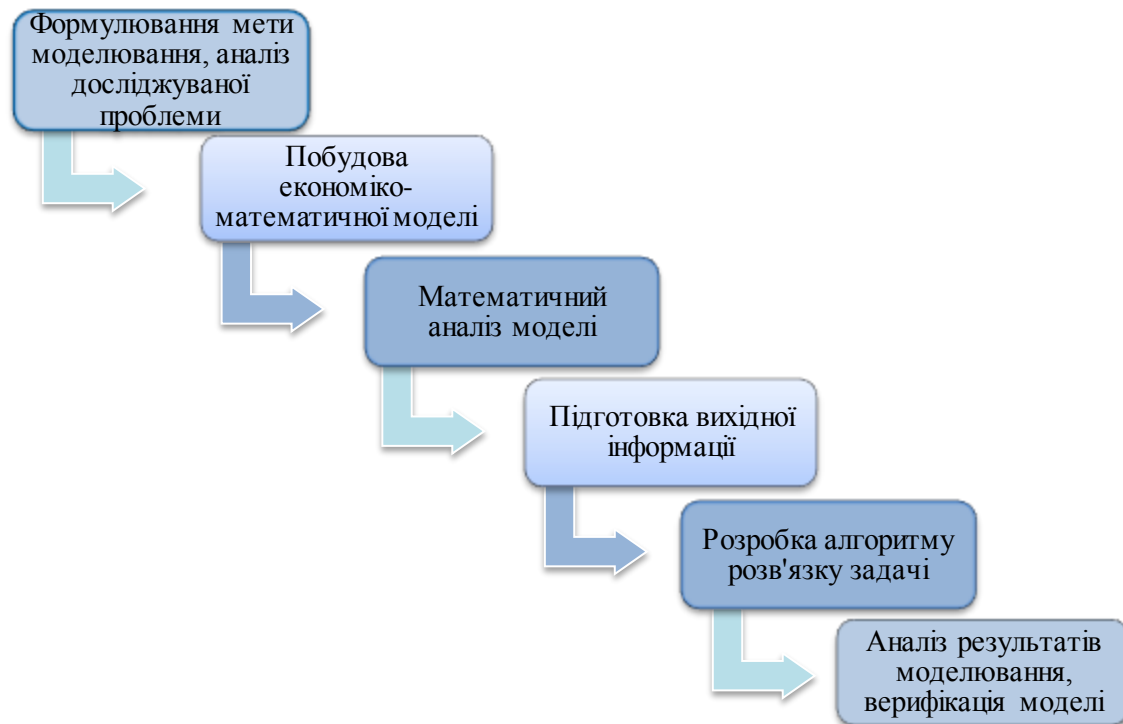 Формулювання мети
моделювання, аналіз
досліджуваної
проблеми
Побудова
економіко-
математичної моделі
Математичний
аналіз моделі
Підготовка вихідної
інформації
Розробка алгоритму
розв'язку задачі
Аналіз результатів
моделювання,
верифікація моделі